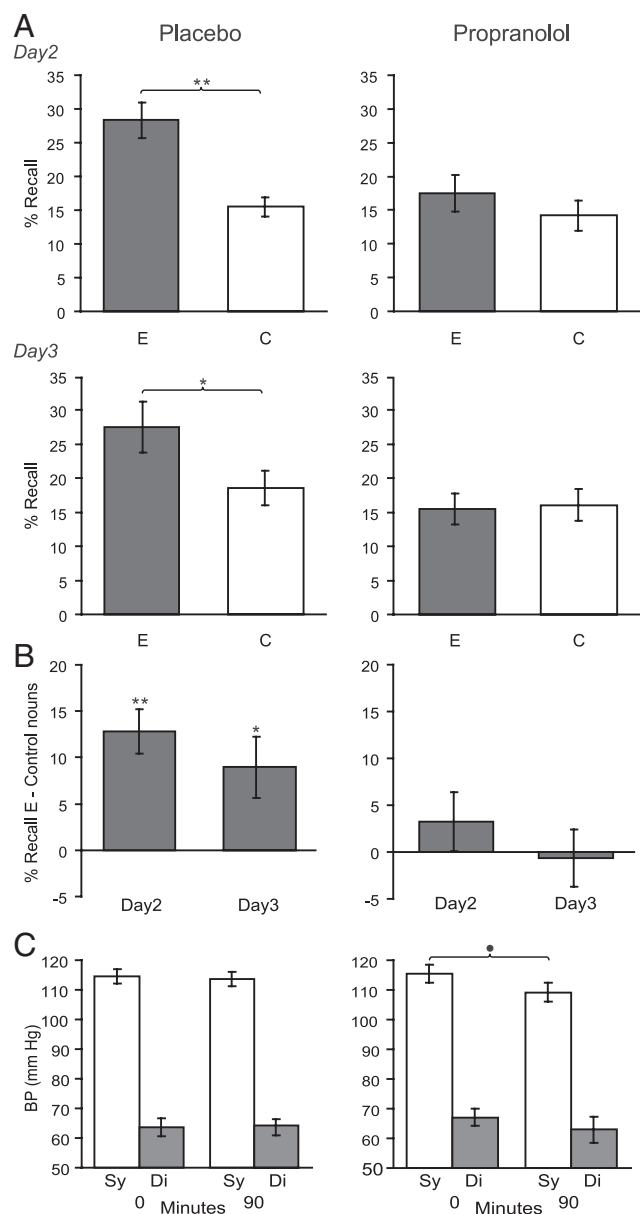 A
Placebo Propranolol
Day2
35 35
** 
30 30
25 25
20 20
15 15
10 10
5 5
0 0
% Recall
E C E C
Day3
35 35
*
30 30
25 25
20 20
15 15
10 10
5 5
0 0
% Recall
E C E C
B
20 20
15 15
**
*
10 10
5 5
0 0
-5 -5
% Recall E - Control nouns
Day2 Day3 Day2 Day3
C
120 120
110 110
100 100
90 90
80 80
70 70
60 60
50 50
BP (mm Hg)
Sy Di Sy Di Sy Di Sy Di
0 Minutes 90 0 Minutes 90